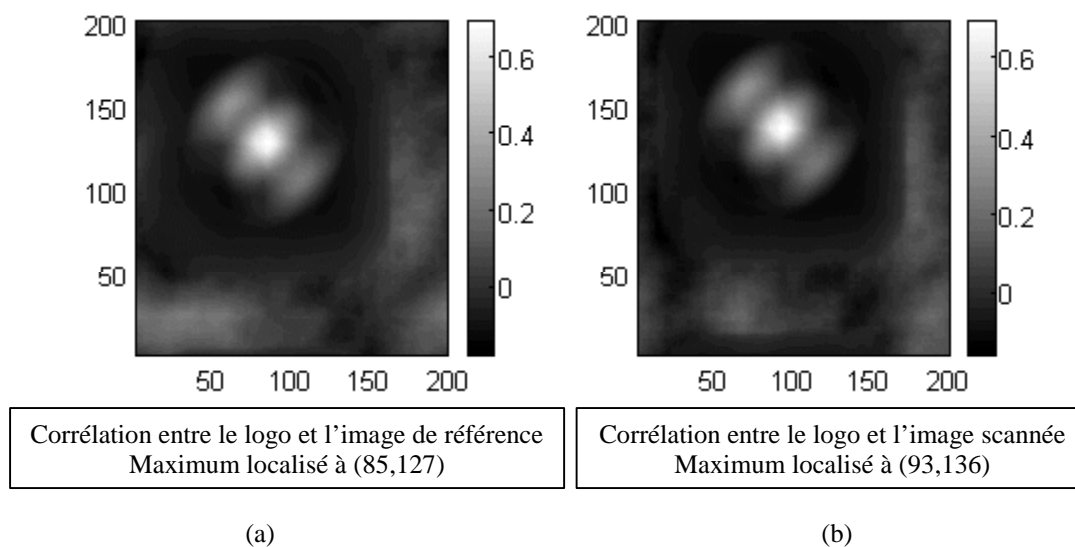 200
150
100
50
50 100 150 200
0.6
0.4
0.2
0
200
150
100
50
50 100 150 200
0.6
0.4
0.2
0
Corrélation entre le logo et l’image de référence
Maximum localisé à (85,127)
Corrélation entre le logo et l’image scannée
Maximum localisé à (93,136)
(a)
(b)